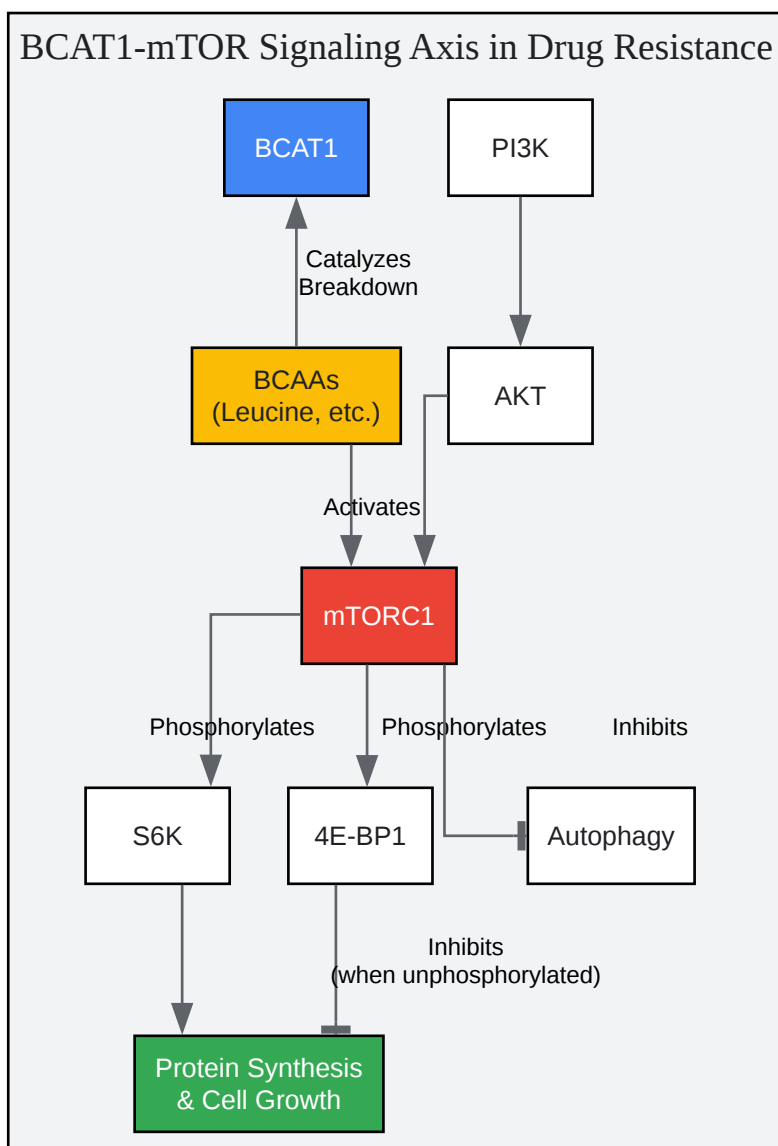 BCAT1-mTOR Signaling Axis in Drug Resistance
BCAT1
PI3K
Catalyzes
Breakdown
BCAAs
(Leucine, etc.)
AKT
Activates
mTORC1
Phosphorylates
Phosphorylates
Inhibits
S6K
4E-BP1
Autophagy
Inhibits
(when unphosphorylated)
Protein Synthesis
& Cell Growth